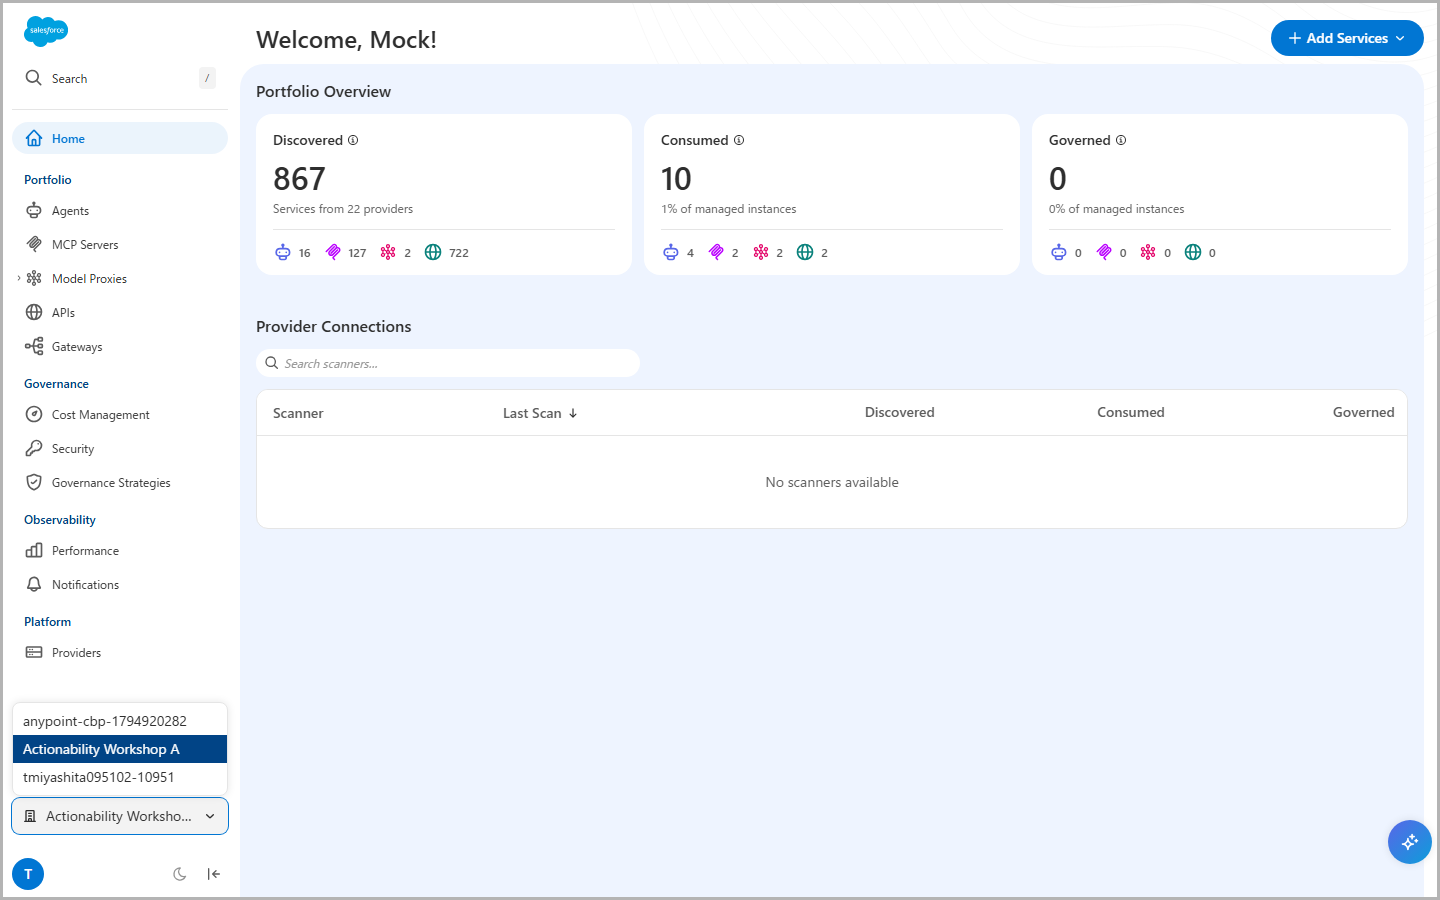 salesforce
Search
/
Home
Portfolio
Agents
MCP Servers
Model Proxies
APIs
Gateways
Governance
Cost Management
Security
Governance Strategies
Observability
Performance
Notifications
Platform
Providers
anypoint-cbp-1794920282
Actionability Workshop A
tmiyashita095102-10951
Actionability Worksho...
T
Welcome, Mock!
Add Services
Portfolio Overview
Discovered
867
Services from 22 providers
16 127 2 722
Consumed
10
1% of managed instances
4 2 2 2
Governed
0
0% of managed instances
0 0 0 0
Provider Connections
Search scanners...
Scanner Last Scan Discovered Consumed Governed
No scanners available